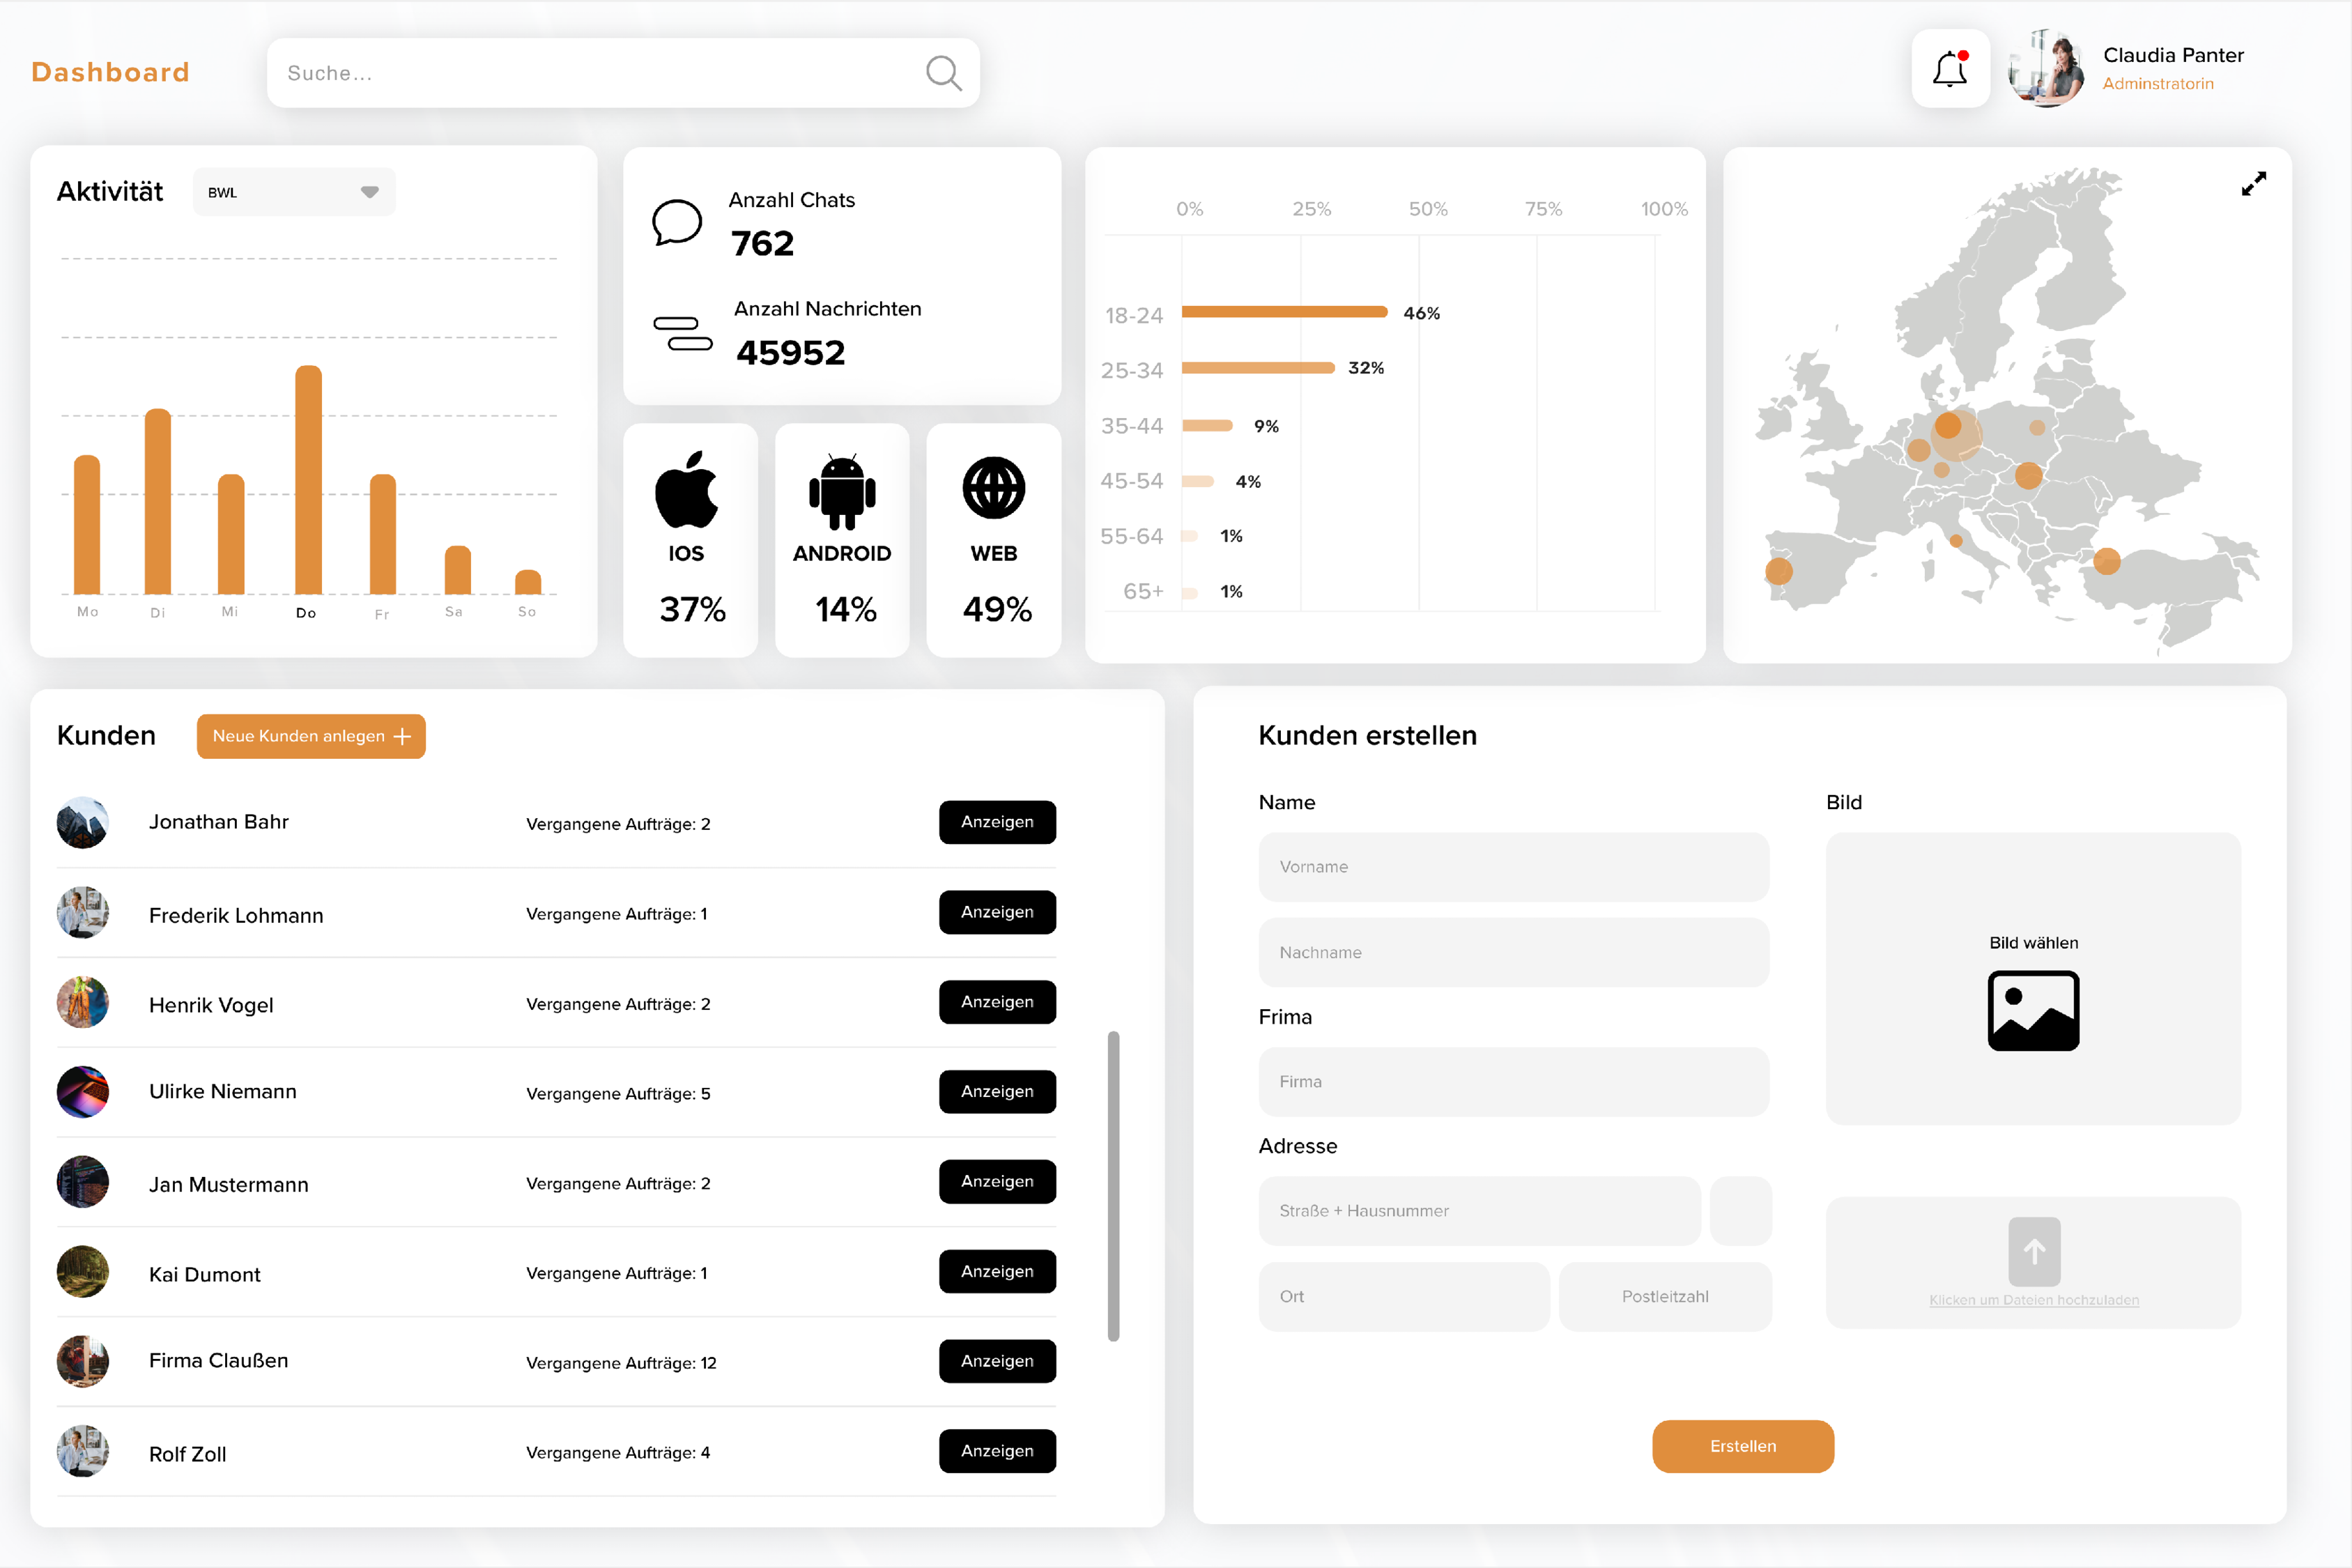 Dashboard
Suche...
Claudia Panter
Adminstratorin
Aktivität
BWL
Mo Di Mi Do Fr Sa So
Anzahl Chats
762
Anzahl Nachrichten
45952
IOS
37%
ANDROID
14%
WEB
49%
0% 25% 50% 75% 100%
18-24 46%
25-34 32%
35-44 9%
45-54 4%
55-64 1%
65+ 1%
Kunden
Neue Kunden anlegen +
Jonathan Bahr Vergangene Aufträge: 2 Anzeigen
Frederik Lohmann Vergangene Aufträge: 1 Anzeigen
Henrik Vogel Vergangene Aufträge: 2 Anzeigen
Ulirke Niemann Vergangene Aufträge: 5 Anzeigen
Jan Mustermann Vergangene Aufträge: 2 Anzeigen
Kai Dumont Vergangene Aufträge: 1 Anzeigen
Firma Claußen Vergangene Aufträge: 12 Anzeigen
Rolf Zoll Vergangene Aufträge: 4 Anzeigen
Kunden erstellen
Name
Vorname
Nachname
Frima
Firma
Adresse
Straße + Hausnummer
Ort Postleitzahl
Bild
Bild wählen
Klicken um Dateien hochzuladen
Erstellen